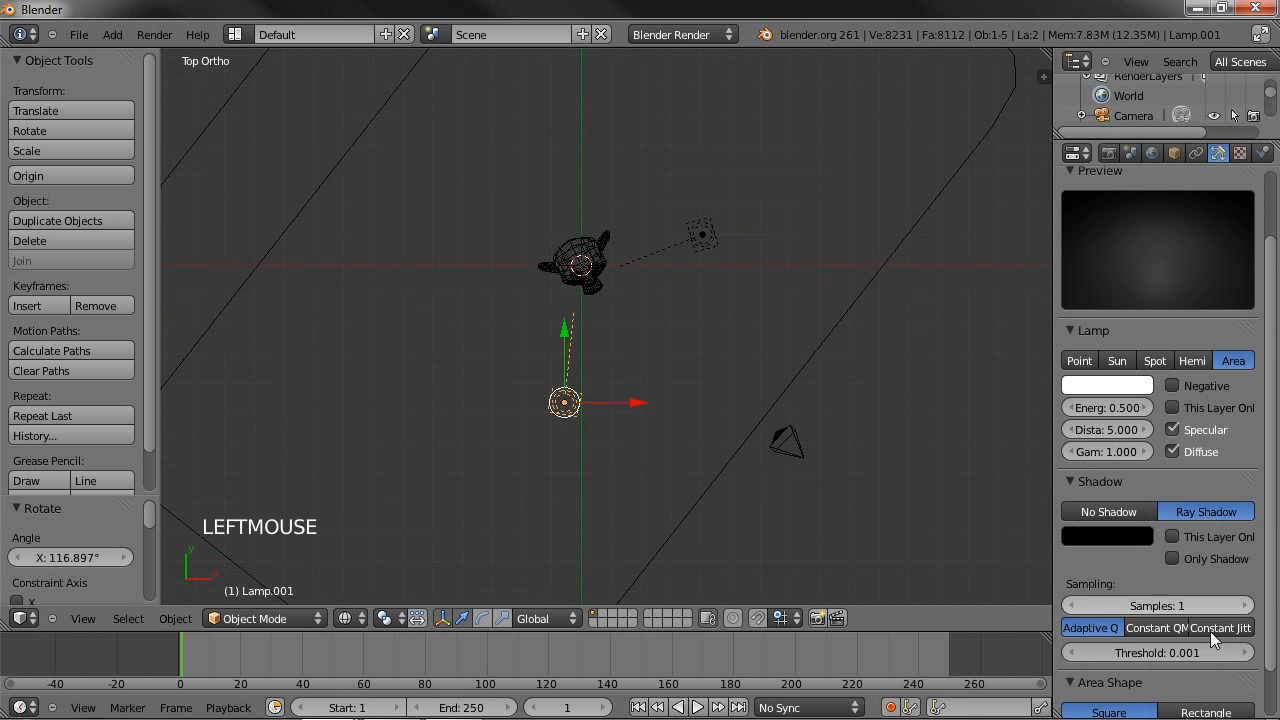 Blender
File Add Render Help Default Scene Blender Render blender.org 261 | Ve:8231 | Fa:8112 | Ob:1-5 | La:2 | Mem:7.83M (12.35M) | Lamp.001
Object Tools
Transform:
Translate
Rotate
Scale
Origin
Object:
Duplicate Objects
Delete
Join
Keyframes:
Insert Remove
Motion Paths:
Calculate Paths
Clear Paths
Repeat:
Repeat Last
History...
Grease Pencil:
Draw Line
Rotate
Angle
X: 116.897°
Constraint Axis
X
Top Ortho
LEFTMOUSE
y
x
(1) Lamp.001
View Select Object Object Mode Global
-40 -20 0 20 40 60 80 100 120 140 160 180 200 220 240 260
View Marker Frame Playback Start: 1 End: 250 1 No Sync
View Search All Scenes
RenderLayers |
World
Camera |
Preview
Lamp
Point Sun Spot Hemi Area
Negative
Energ: 0.500 This Layer Onl
Dista: 5.000 Specular
Gam: 1.000 Diffuse
Shadow
No Shadow Ray Shadow
This Layer Onl
Only Shadow
Sampling:
Samples: 1
Adaptive Q Constant QM Constant Jitt
Threshold: 0.001
Area Shape
Square Rectangle